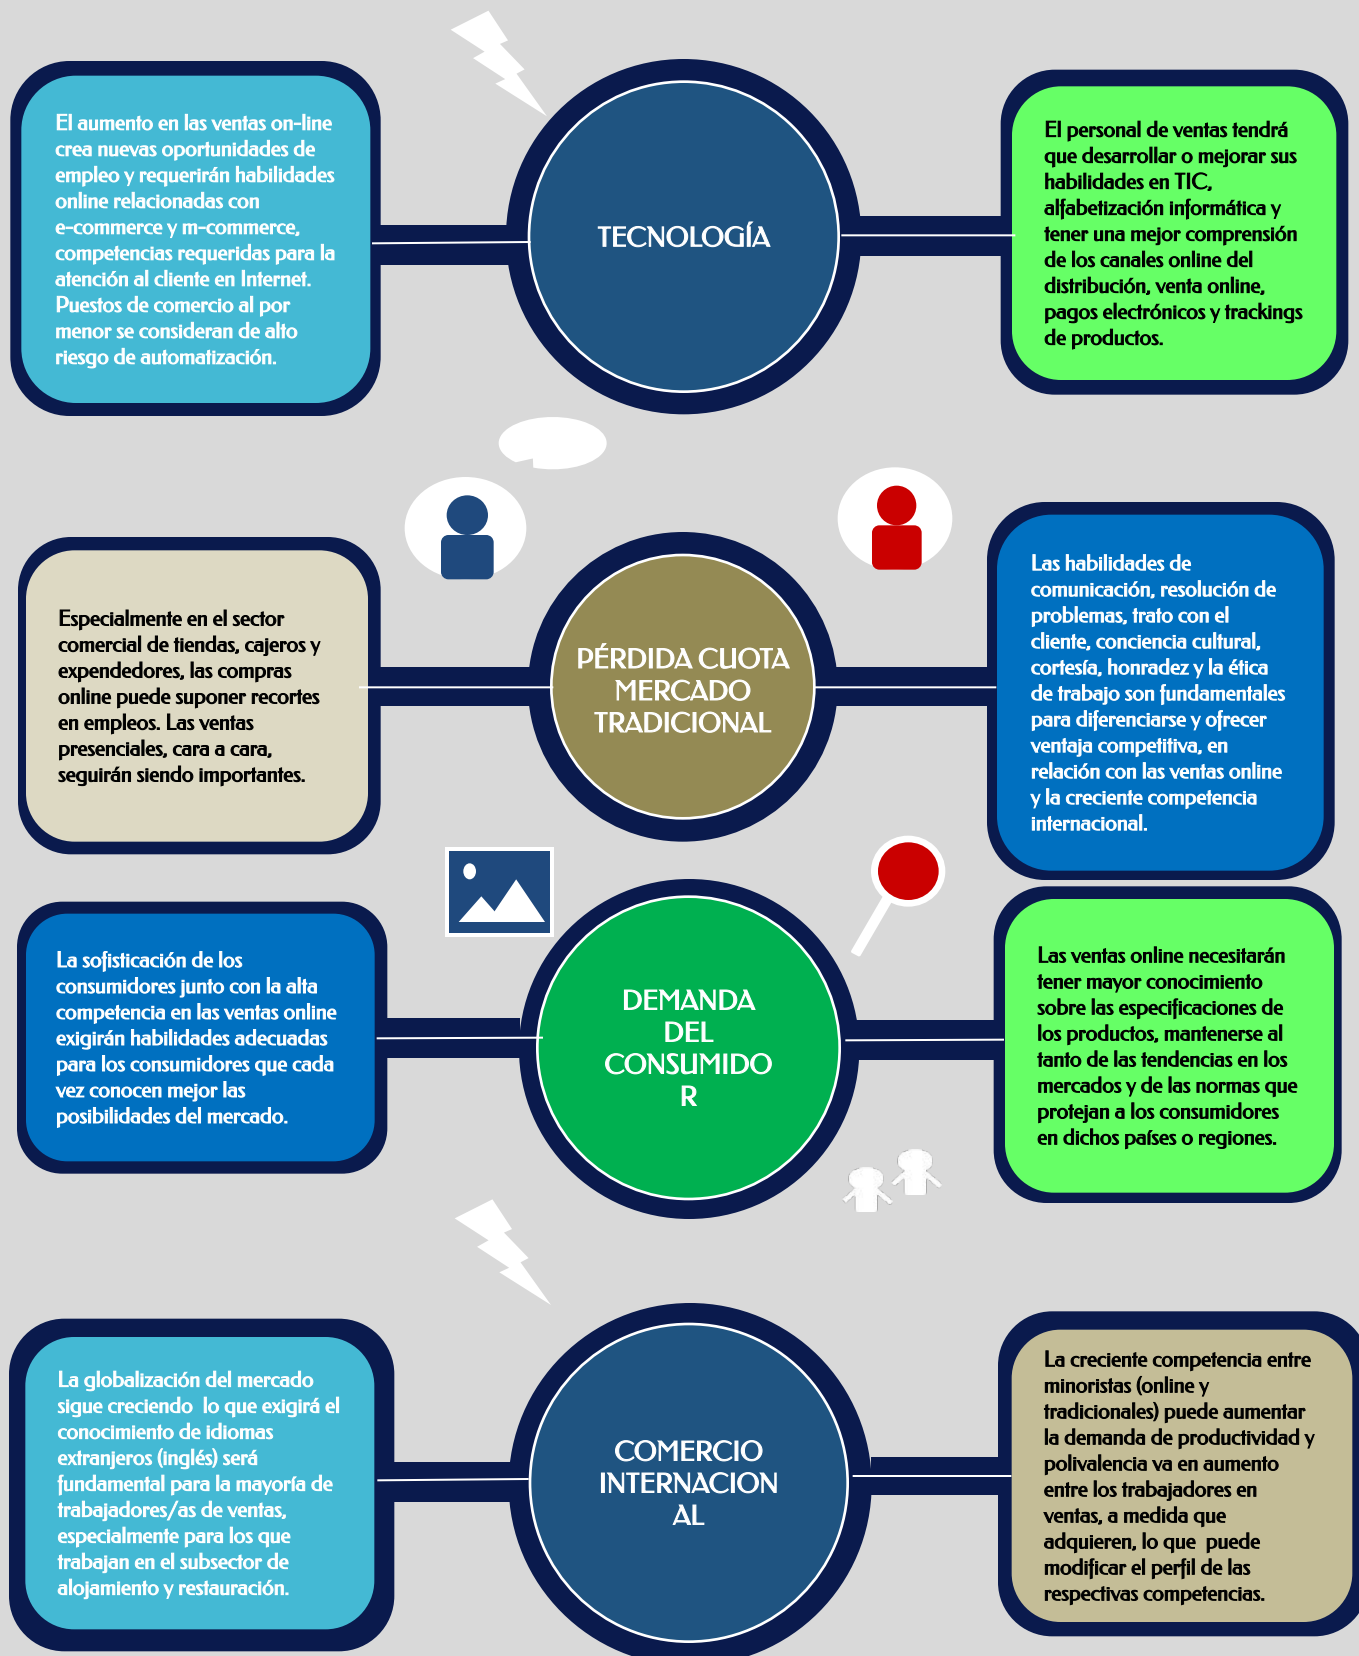 El aumento en las ventas on-line
crea nuevas oportunidades de
empleo y requerirán habilidades
online relacionadas con
e-commerce y m-commerce,
competencias requeridas para la
atención al cliente en Internet.
Puestos de comercio al por
menor se consideran de alto
riesgo de automatización.
TECNOLOGÍA
El personal de ventas tendrá
que desarrollar o mejorar sus
habilidades en TIC,
alfabetización informática y
tener una mejor comprensión
de los canales online del
distribución, venta online,
pagos electrónicos y trackings
de productos.
Especialmente en el sector
comercial de tiendas, cajeros y
expendedores, las compras
online puede suponer recortes
en empleos. Las ventas
presenciales, cara a cara,
seguirán siendo importantes.
PÉRDIDA CUOTA
MERCADO
TRADICIONAL
Las habilidades de
comunicación, resolución de
problemas, trato con el
cliente, conciencia cultural,
cortesía, honradez y la ética
de trabajo son fundamentales
para diferenciarse y ofrecer
ventaja competitiva, en
relación con las ventas online
y la creciente competencia
internacional.
La sofisticación de los
consumidores junto con la alta
competencia en las ventas online
exigirán habilidades adecuadas
para los consumidores que cada
vez conocen mejor las
posibilidades del mercado.
DEMANDA
DEL
CONSUMIDO
R
Las ventas online necesitarán
tener mayor conocimiento
sobre las especificaciones de
los productos, mantenerse al
tanto de las tendencias en los
mercados y de las normas que
protejan a los consumidores
en dichos países o regiones.
La globalización del mercado
sigue creciendo  lo que exigirá el
conocimiento de idiomas
extranjeros (inglés) será
fundamental para la mayoría de
trabajadores/as de ventas,
especialmente para los que
trabajan en el subsector de
alojamiento y restauración.
COMERCIO
INTERNACION
AL
La creciente competencia entre
minoristas (online y
tradicionales) puede aumentar
la demanda de productividad y
polivalencia va en aumento
entre los trabajadores en
ventas, a medida que
adquieren, lo que  puede
modificar el perfil de las
respectivas competencias.